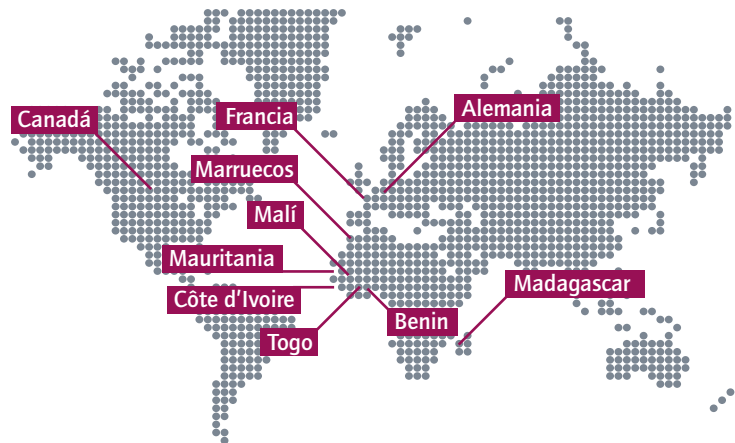 Canadá
Francia
Alemania
Marruecos
Malí
Mauritania
Côte d'Ivoire
Madagascar
Benin
Togo